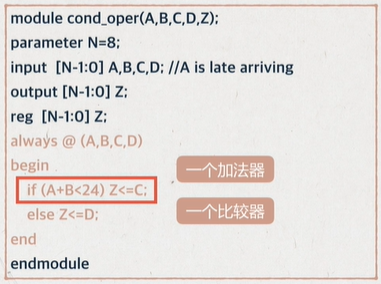 module cond_oper(A,B,C,D,Z);
parameter N=8;
input [N-1:0] A,B,C,D; //A is late arriving
output [N-1:0] Z;
reg [N-1:0] Z;
always @ (A,B,C,D)
begin
一个加法器
if (A+B<24) Z<=C;
else Z<=D;
一个比较器
end
endmodule